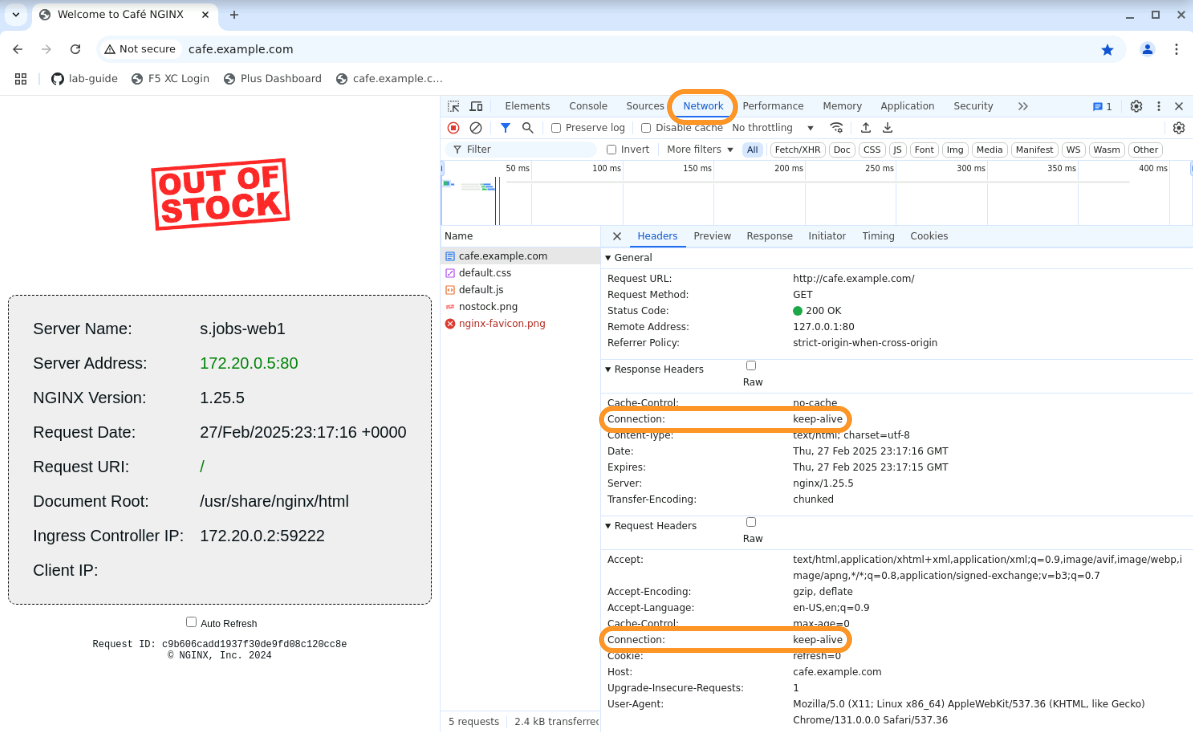 Welcome to Café NGINX
Not secure
cafe.example.com
lab-guide
F5 XC Login
Plus Dashboard
cafe.example.c...
OUT OF
STOCK
Server Name: s.jobs-web1
Server Address: 172.20.0.5:80
NGINX Version: 1.25.5
Request Date: 27/Feb/2025:23:17:16 +0000
Request URI: /
Document Root: /usr/share/nginx/html
Ingress Controller IP: 172.20.0.2:59222
Client IP:
Auto Refresh
Request ID: c9b606cadd1937f30de9fd08c120cc8e
© NGINX, Inc. 2024
Elements Console Sources Network Performance Memory Application Security 1
Preserve log Disable cache No throttling
Filter Invert More filters All Fetch/XHR Doc CSS JS Font Img Media Manifest WS Wasm Other
50 ms 100 ms 150 ms 200 ms 250 ms 300 ms 350 ms 400 ms
Name
cafe.example.com
default.css
default.js
nostock.png
nginx-favicon.png
5 requests 2.4 kB transferred
Headers Preview Response Initiator Timing Cookies
General
Request URL: http://cafe.example.com/
Request Method: GET
Status Code: 200 OK
Remote Address: 127.0.0.1:80
Referrer Policy: strict-origin-when-cross-origin
Response Headers
Raw
Cache-Control: no-cache
Connection: keep-alive
Content-Type: text/html; charset=utf-8
Date: Thu, 27 Feb 2025 23:17:16 GMT
Expires: Thu, 27 Feb 2025 23:17:15 GMT
Server: nginx/1.25.5
Transfer-Encoding: chunked
Request Headers
Raw
Accept: text/html,application/xhtml+xml,application/xml;q=0.9,image/avif,image/webp,i
mage/apng,*/*;q=0.8,application/signed-exchange;v=b3;q=0.7
Accept-Encoding: gzip, deflate
Accept-Language: en-US,en;q=0.9
Cache-Control: max-age=0
Connection: keep-alive
Cookie: refresh=0
Host: cafe.example.com
Upgrade-Insecure-Requests: 1
User-Agent: Mozilla/5.0 (X11; Linux x86_64) AppleWebKit/537.36 (KHTML, like Gecko)
Chrome/131.0.0.0 Safari/537.36